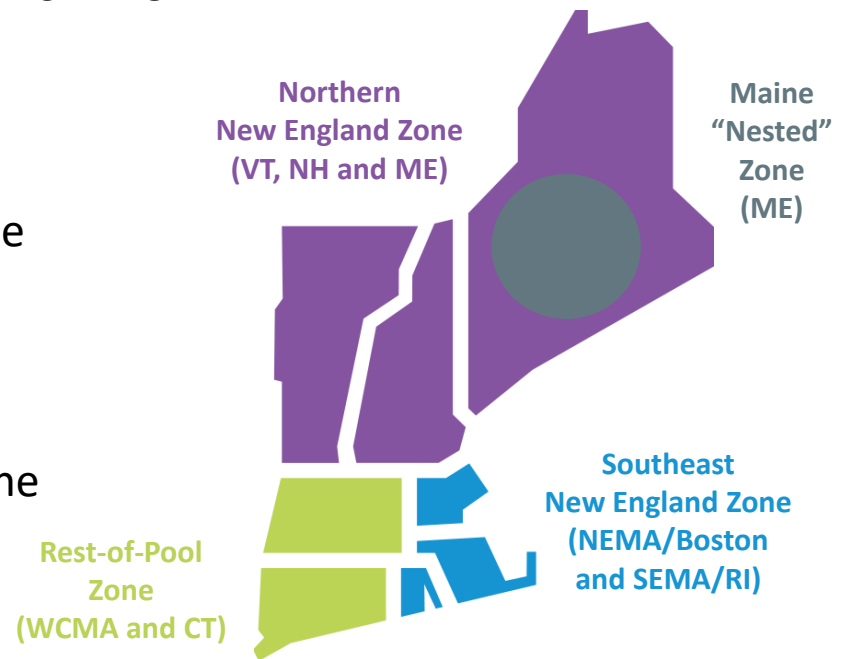 Northern
New England Zone
(VT, NH and ME)
Maine
“Nested”
Zone
(ME)
Southeast
New England Zone
(NEMA/Boston
and SEMA/RI)
Rest-of-Pool
Zone
(WCMA and CT)